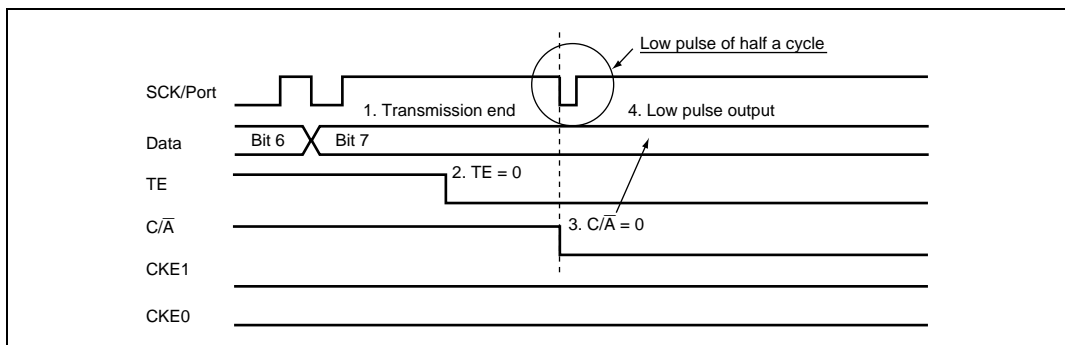 Low pulse of half a cycle
SCK/Port
1. Transmission end
4. Low pulse output
Data
Bit 6
Bit 7
2. TE = 0
TE
C/A̅
3. C/A̅ = 0
CKE1
CKE0